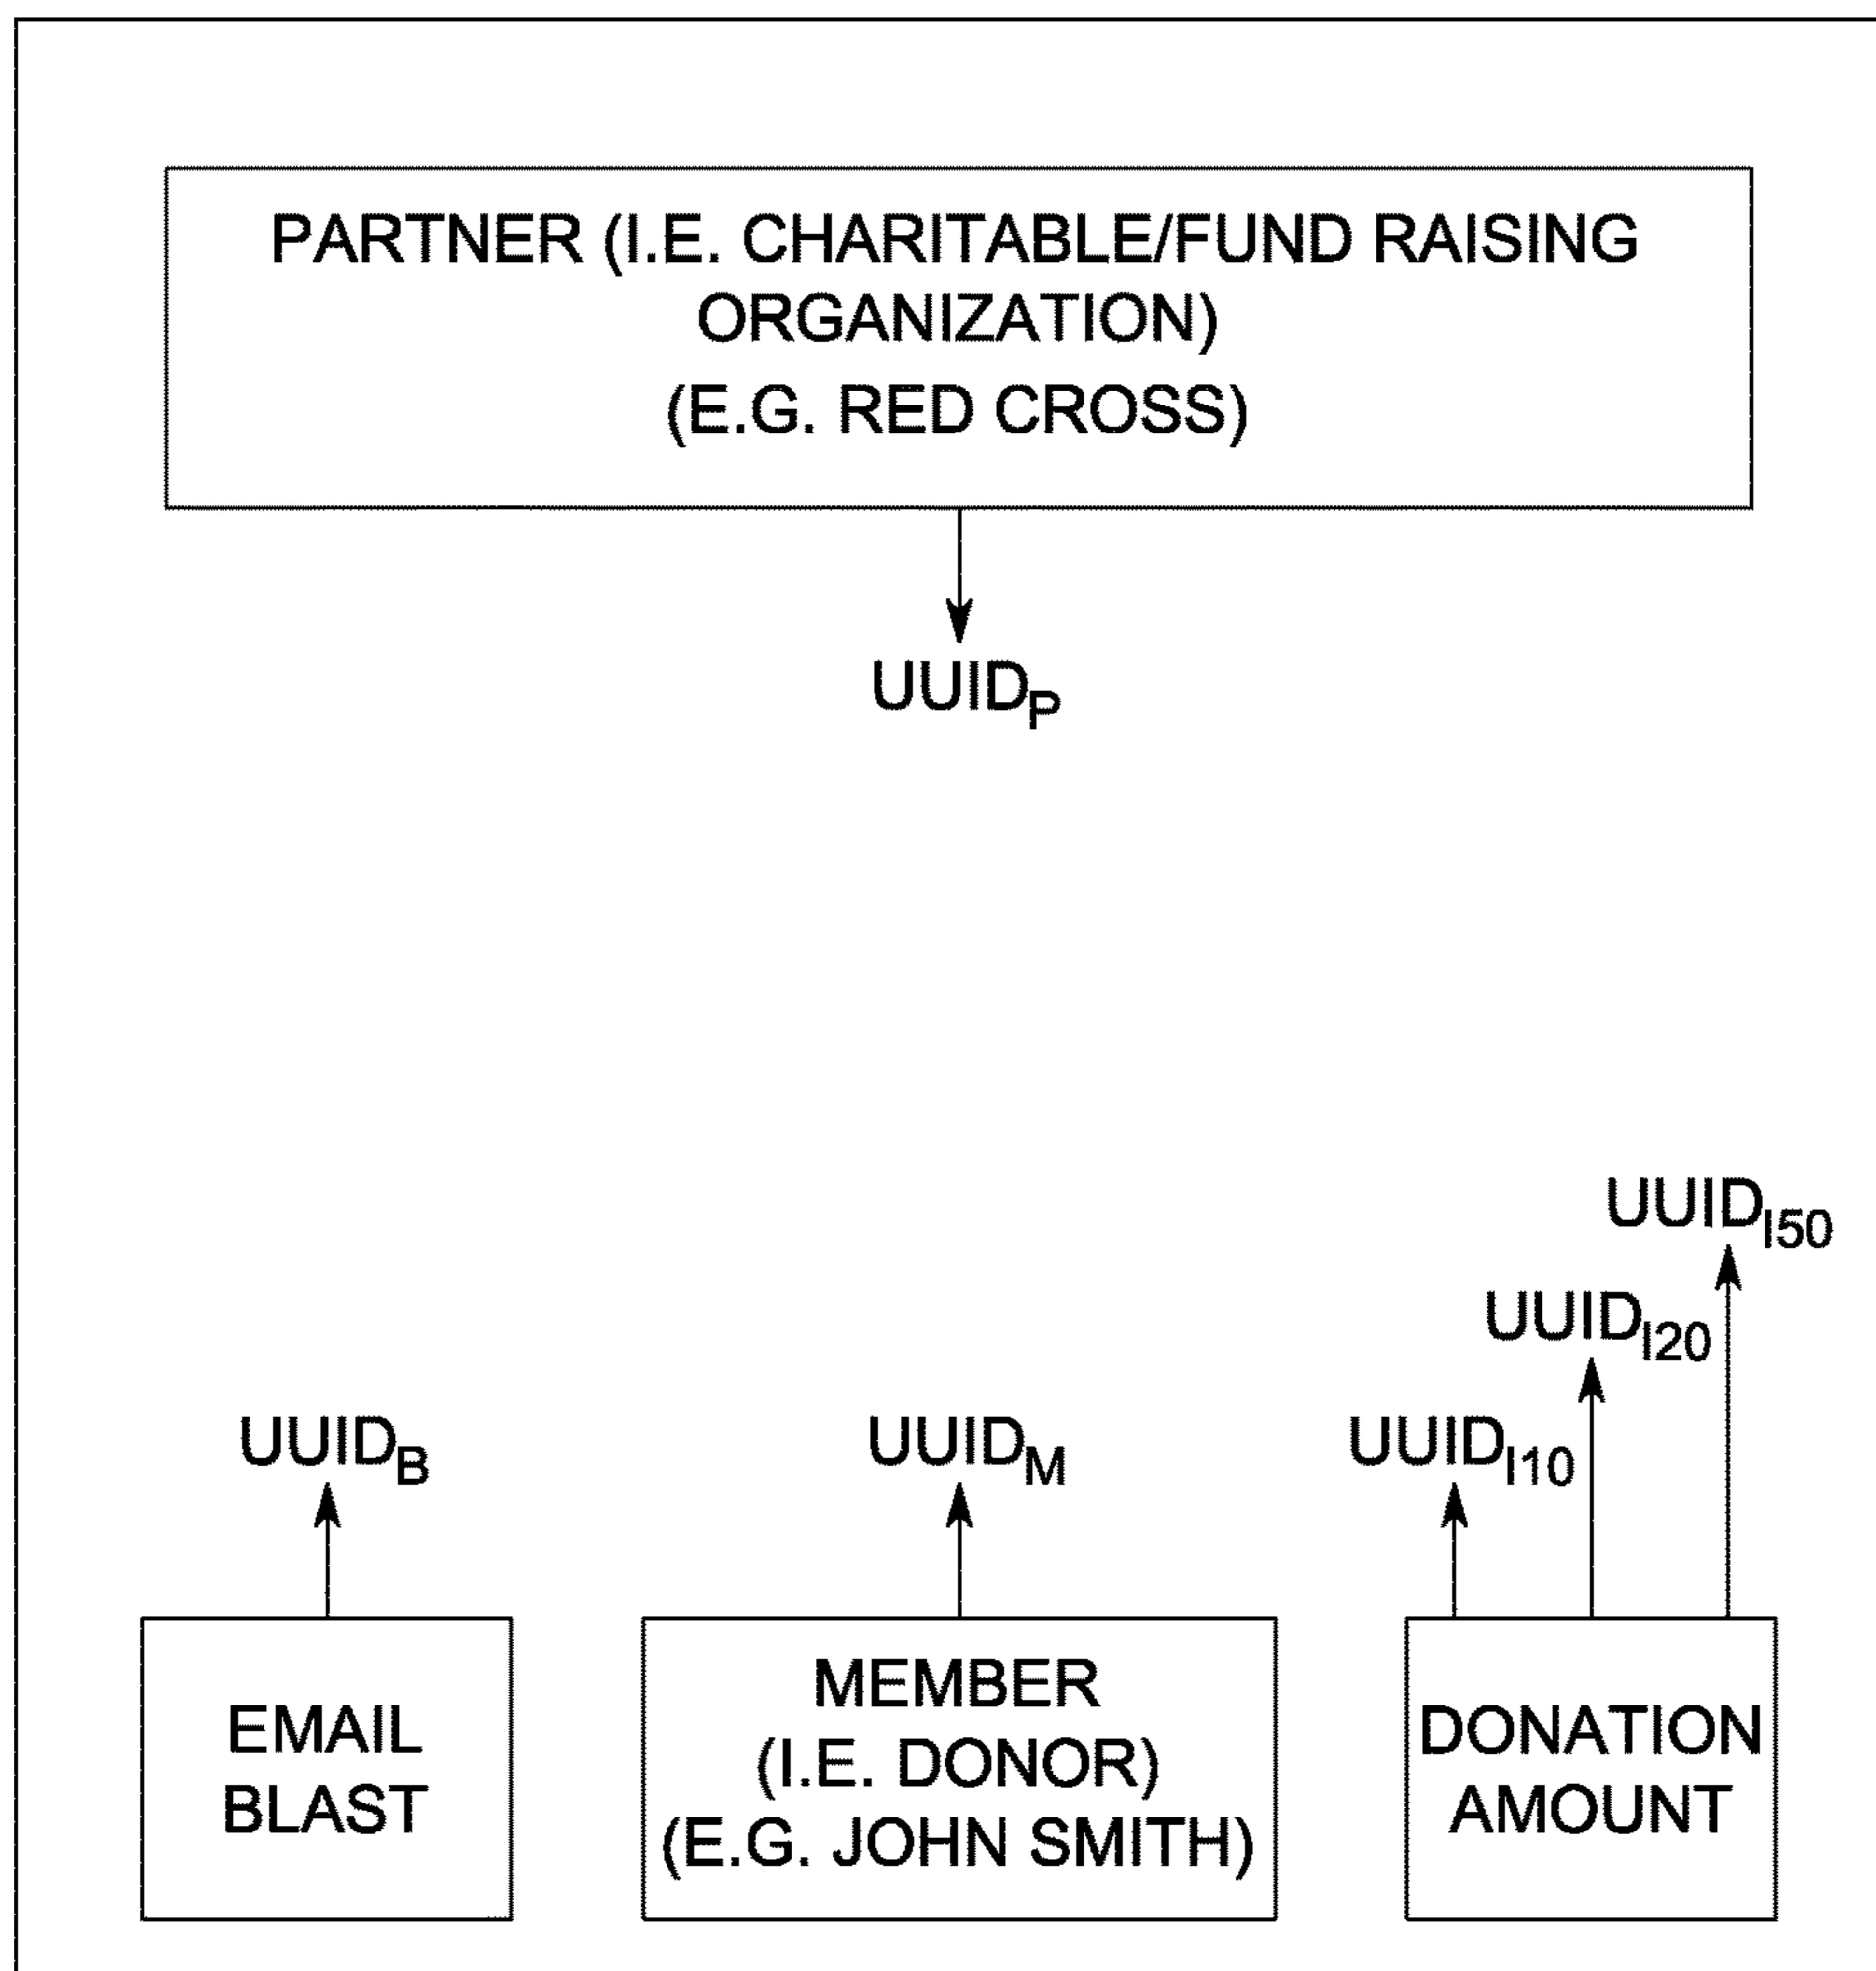 PARTNER (I.E. CHARITABLE/FUND RAISING
ORGANIZATION)
(E.G. RED CROSS)
UUIDP
UUIDI50
UUIDI20
UUIDB
UUIDM
UUIDI10
EMAIL
BLAST
MEMBER
(I.E. DONOR)
(E.G. JOHN SMITH)
DONATION
AMOUNT